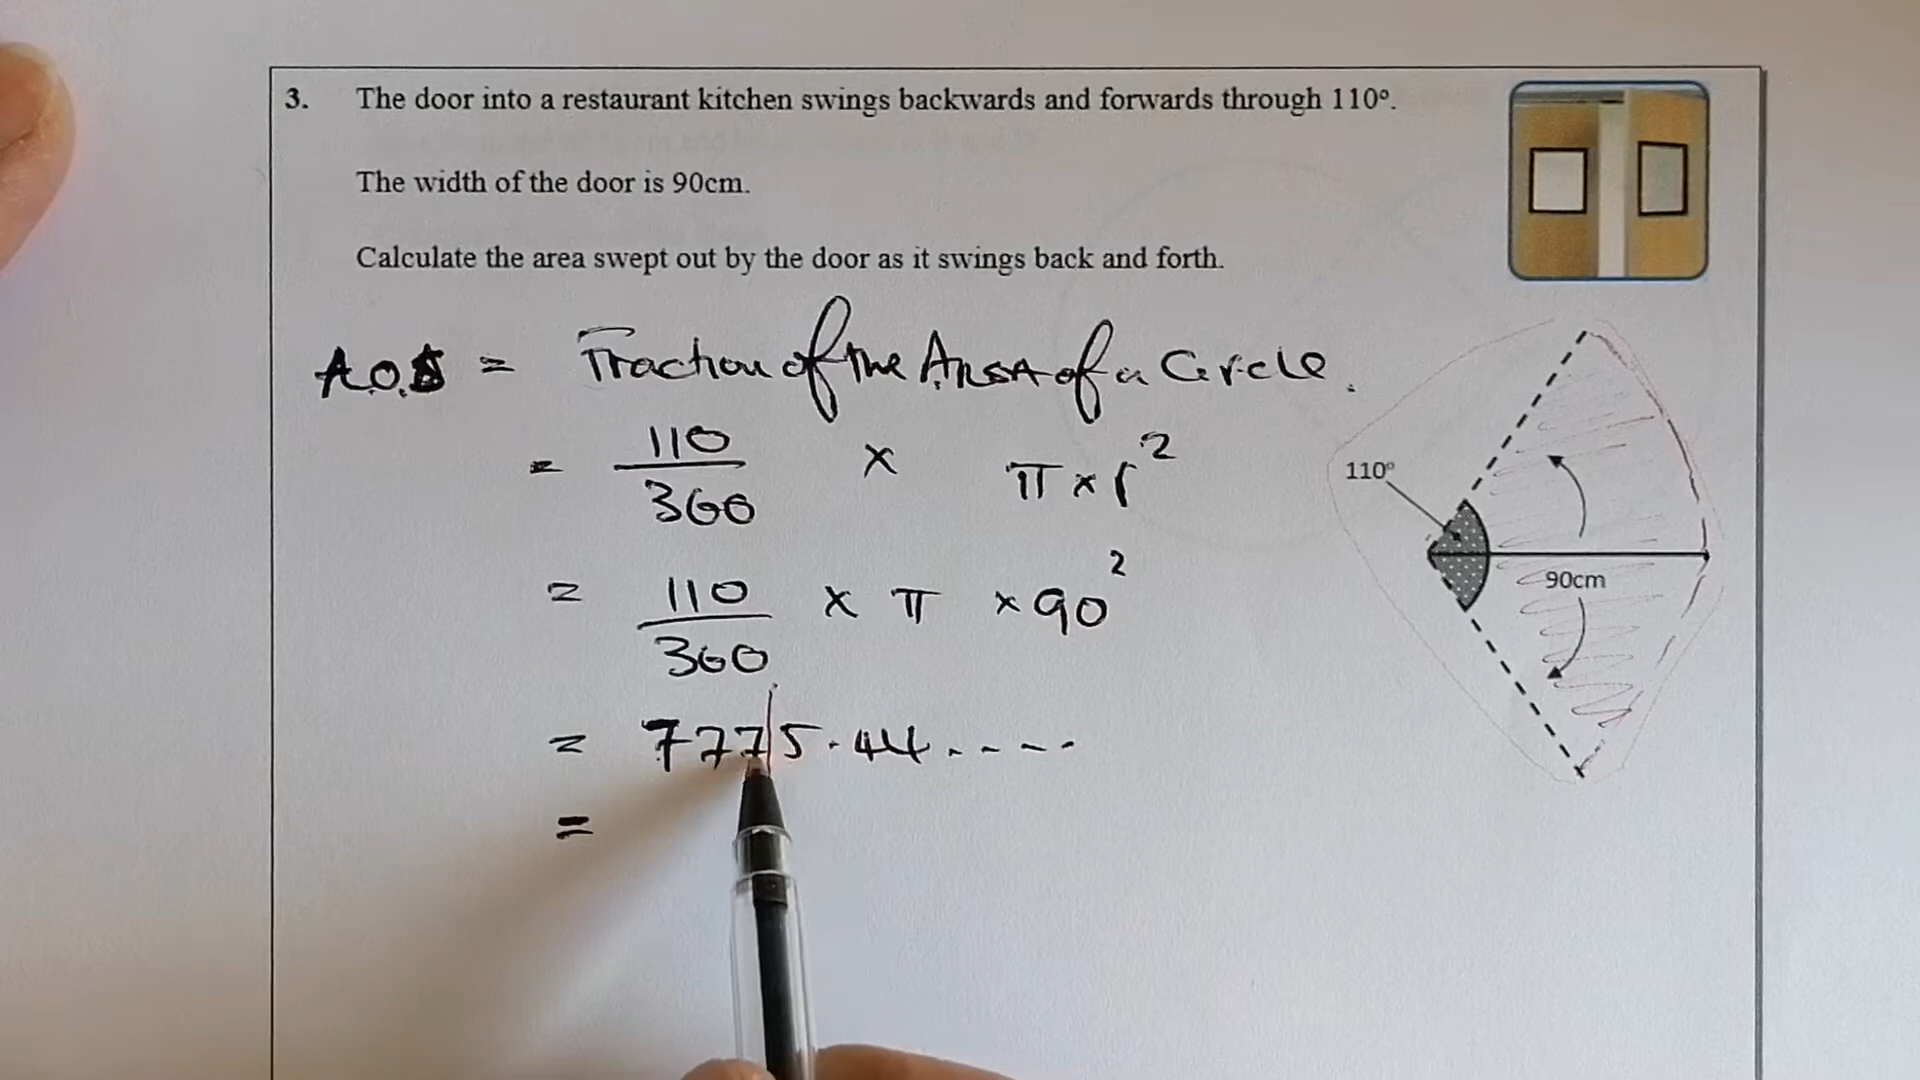 3. The door into a restaurant kitchen swings backwards and forwards through 110°.
The width of the door is 90cm.
Calculate the area swept out by the door as it swings back and forth.
A.O.S = Fraction of the Area of a Circle.
= 110/360 × π × r²
110°
= 110/360 × π × 90²
90cm
= 777|5.44....
=